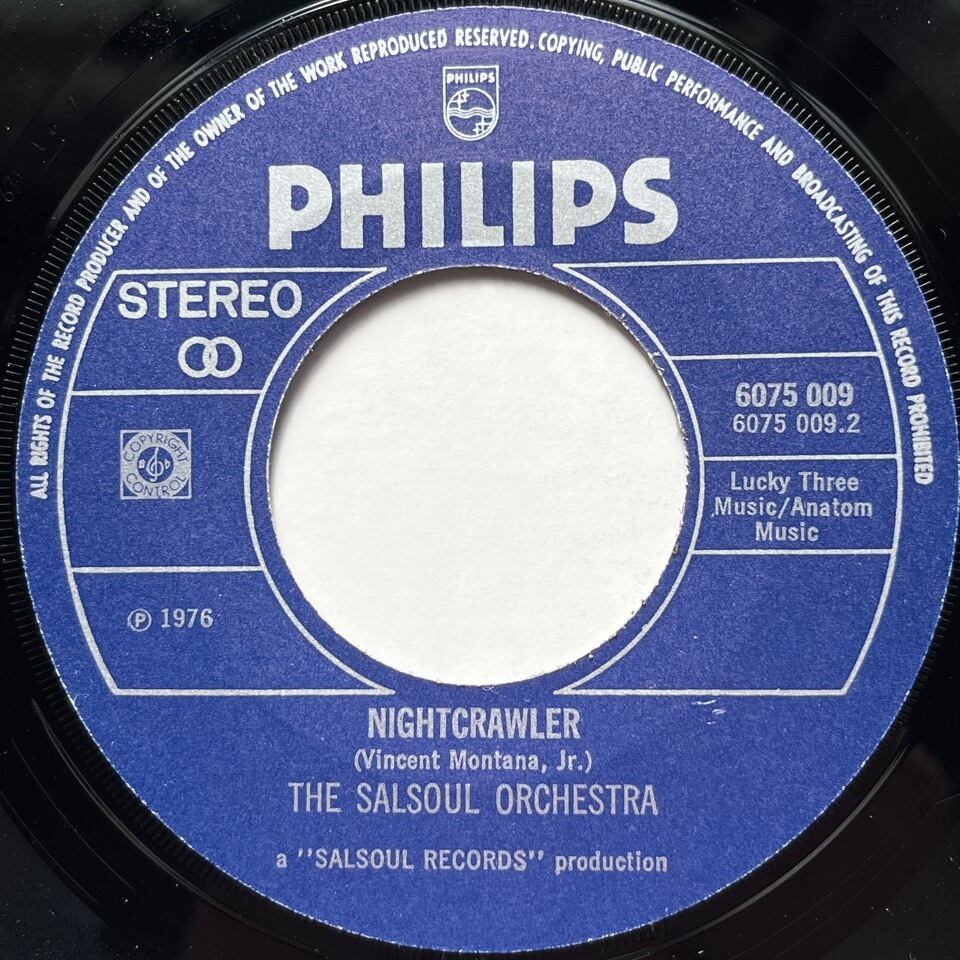 ALL RIGHTS OF THE RECORD PRODUCER AND OF THE OWNER OF THE WORK REPRODUCED RESERVED. COPYING, PUBLIC PERFORMANCE AND BROADCASTING OF THIS RECORD PROHIBITED
PHILIPS
PHILIPS
STEREO
6075 009
6075 009.2
COPYRIGHT
CONTROL
Lucky Three
Music/Anatom
Music
Ⓟ 1976
NIGHTCRAWLER
(Vincent Montana, Jr.)
THE SALSOUL ORCHESTRA
a "SALSOUL RECORDS" production